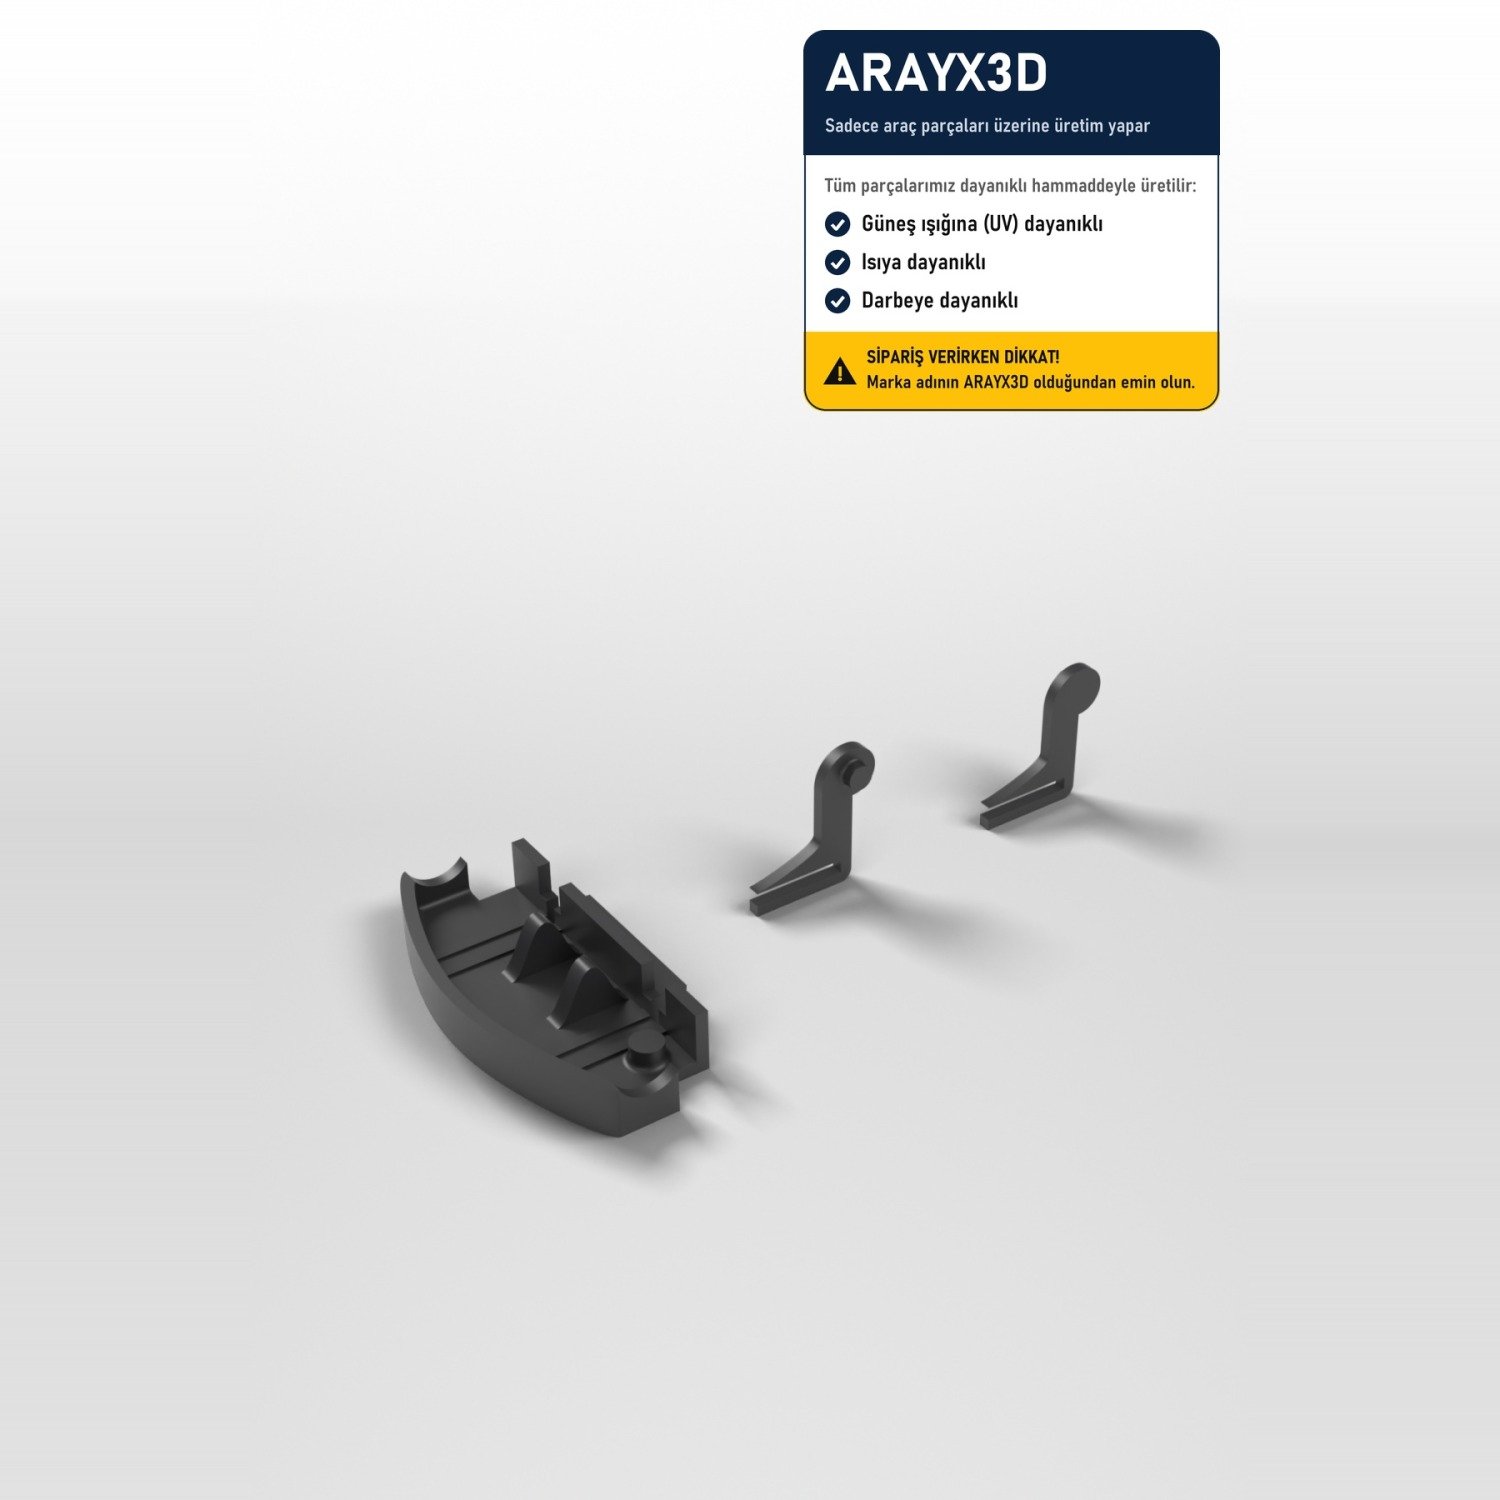 ARAYX3D
Sadece araç parçaları üzerine üretim yapar
Tüm parçalarımız dayanıklı hammaddeyle üretilir:
Güneş ışığına (UV) dayanıklı
Isıya dayanıklı
Darbeye dayanıklı
SİPARİŞ VERİRKEN DİKKAT!
Marka adının ARAYX3D olduğundan emin olun.